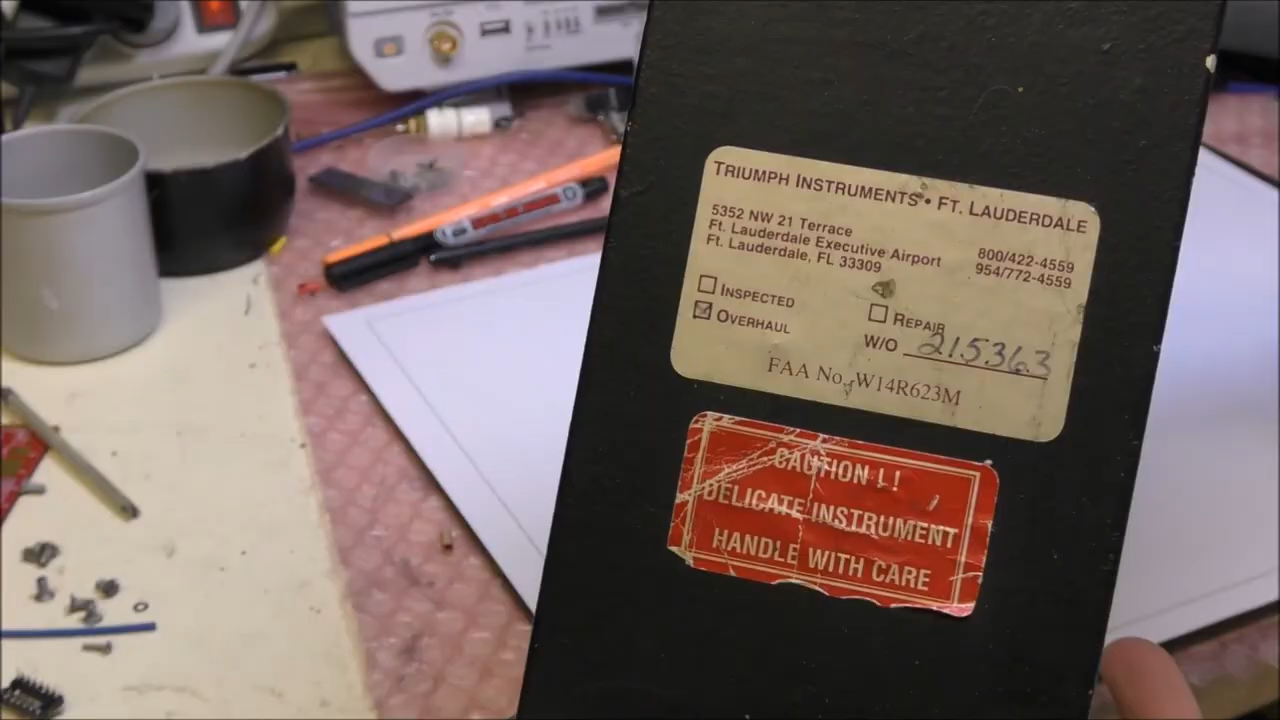 TRIUMPH INSTRUMENTS • FT. LAUDERDALE
5352 NW 21 Terrace
Ft. Lauderdale Executive Airport
Ft. Lauderdale, FL 33309
800/422-4559
954/772-4559
INSPECTED
OVERHAUL
REPAIR
W/O 215363
FAA No. W14R623M
CAUTION !!
DELICATE INSTRUMENT
HANDLE WITH CARE